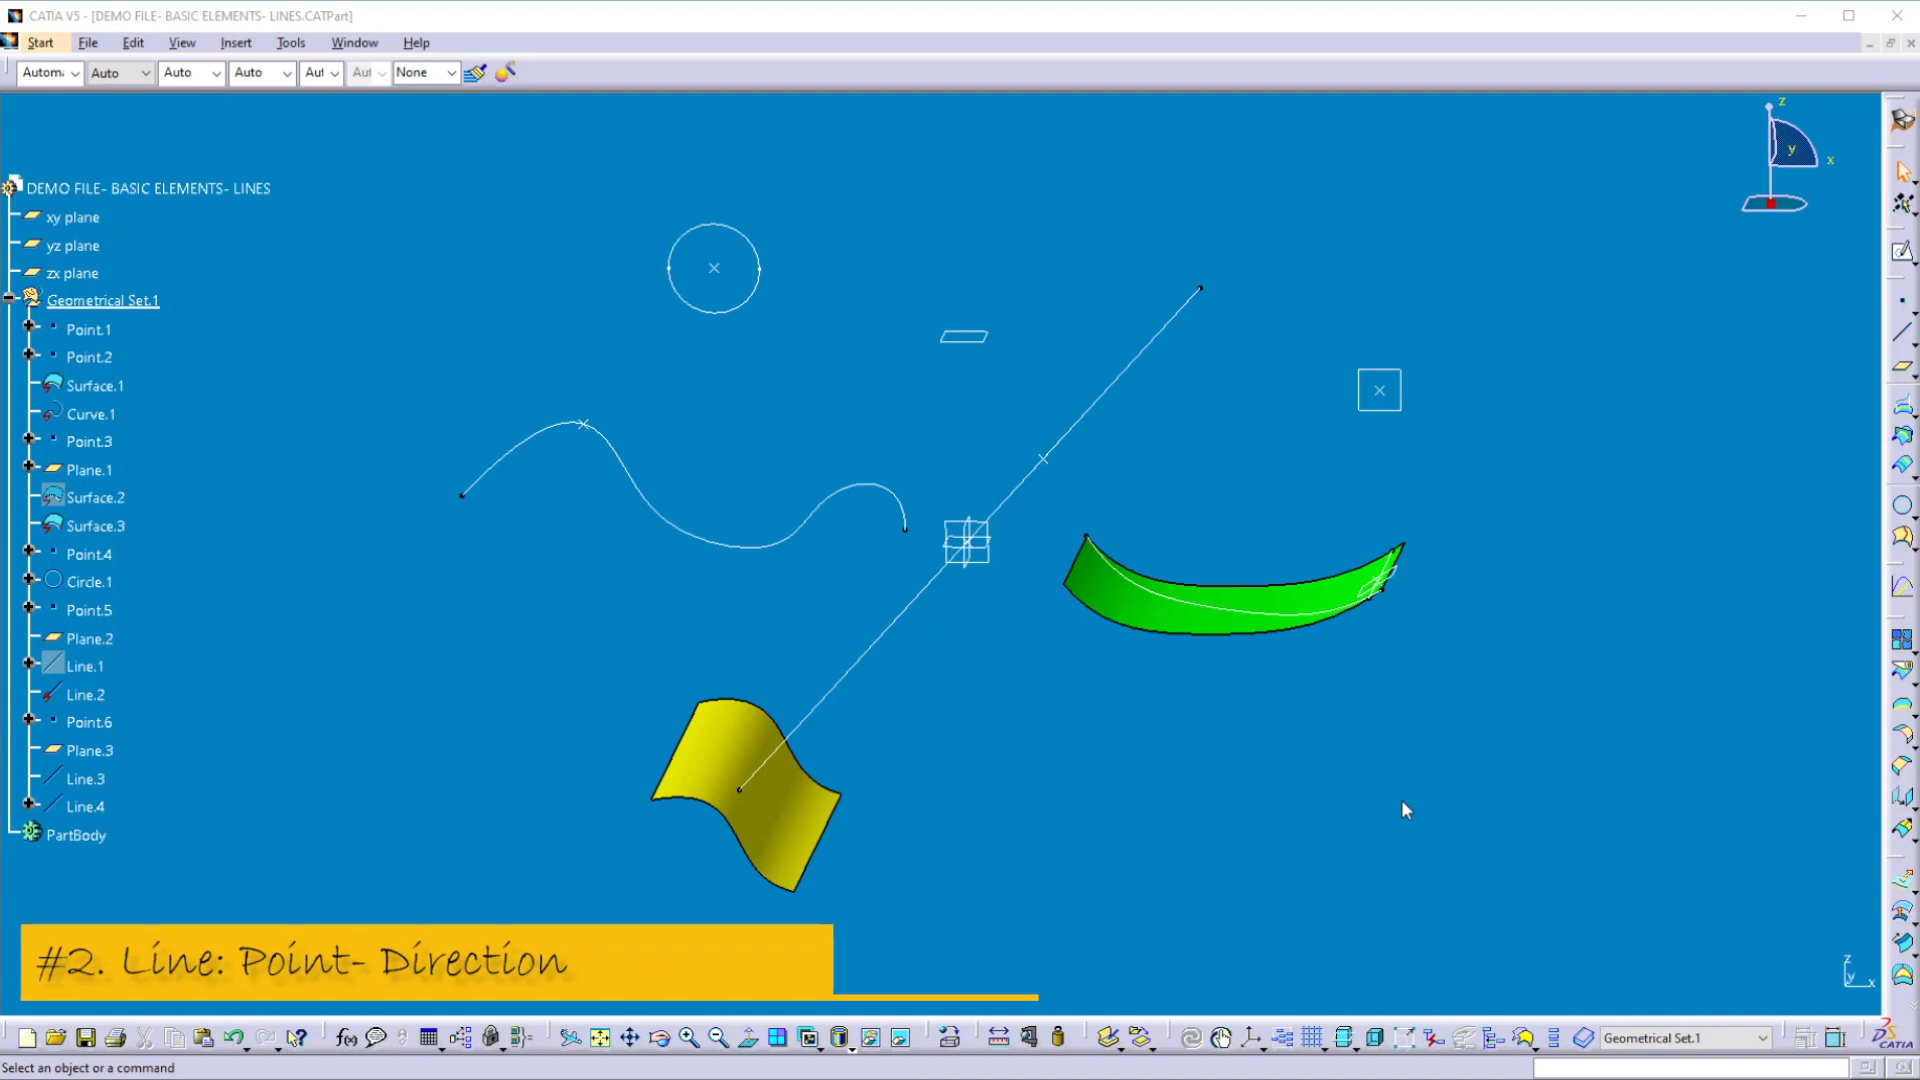 CATIA V5 - [DEMO FILE- BASIC ELEMENTS- LINES.CATPart]
Start File Edit View Insert Tools Window Help
Autom Auto Auto Auto Aut Aut None
z
y
x
DEMO FILE- BASIC ELEMENTS- LINES
xy plane
yz plane
zx plane
Geometrical Set.1
Point.1
Point.2
Surface.1
Curve.1
Point.3
Plane.1
Surface.2
Surface.3
Point.4
Circle.1
Point.5
Plane.2
Line.1
Line.2
Point.6
Plane.3
Line.3
Line.4
PartBody
#2. Line: Point- Direction
z
y
x
f(x)
Geometrical Set.1
CATIA
Select an object or a command